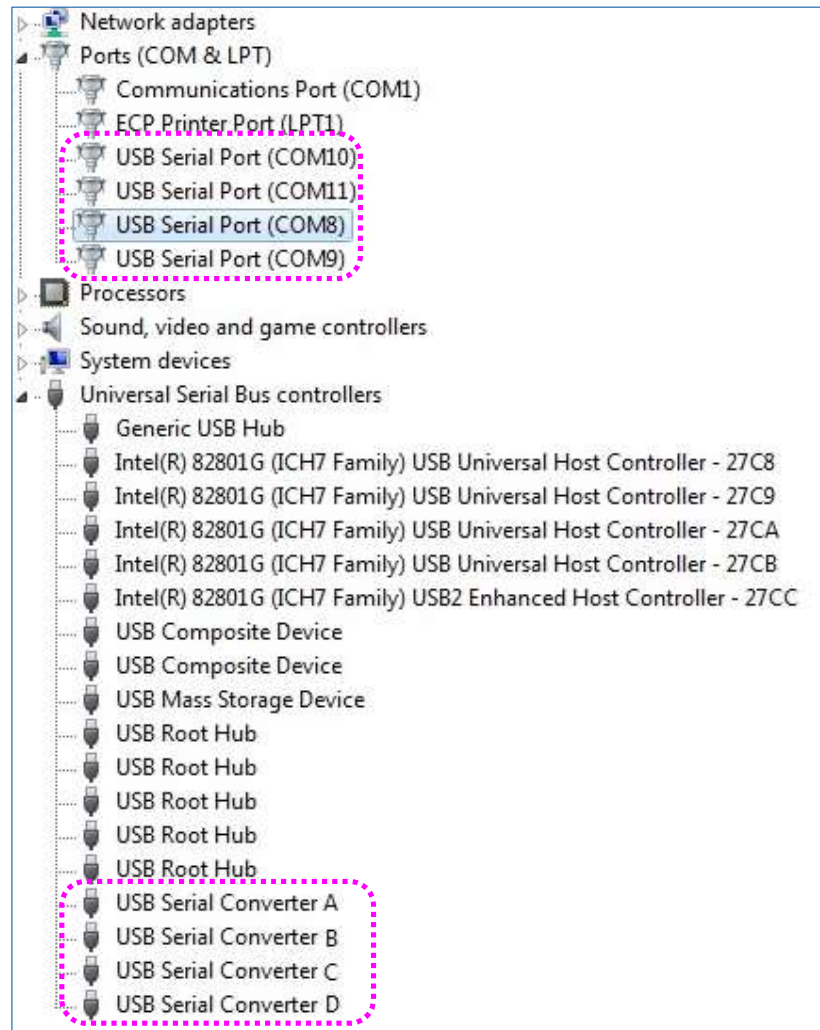 Network adapters
Ports (COM & LPT)
Communications Port (COM1)
ECP Printer Port (LPT1)
USB Serial Port (COM10)
USB Serial Port (COM11)
USB Serial Port (COM8)
USB Serial Port (COM9)
Processors
Sound, video and game controllers
System devices
Universal Serial Bus controllers
Generic USB Hub
Intel(R) 82801G (ICH7 Family) USB Universal Host Controller - 27C8
Intel(R) 82801G (ICH7 Family) USB Universal Host Controller - 27C9
Intel(R) 82801G (ICH7 Family) USB Universal Host Controller - 27CA
Intel(R) 82801G (ICH7 Family) USB Universal Host Controller - 27CB
Intel(R) 82801G (ICH7 Family) USB2 Enhanced Host Controller - 27CC
USB Composite Device
USB Composite Device
USB Mass Storage Device
USB Root Hub
USB Root Hub
USB Root Hub
USB Root Hub
USB Root Hub
USB Serial Converter A
USB Serial Converter B
USB Serial Converter C
USB Serial Converter D